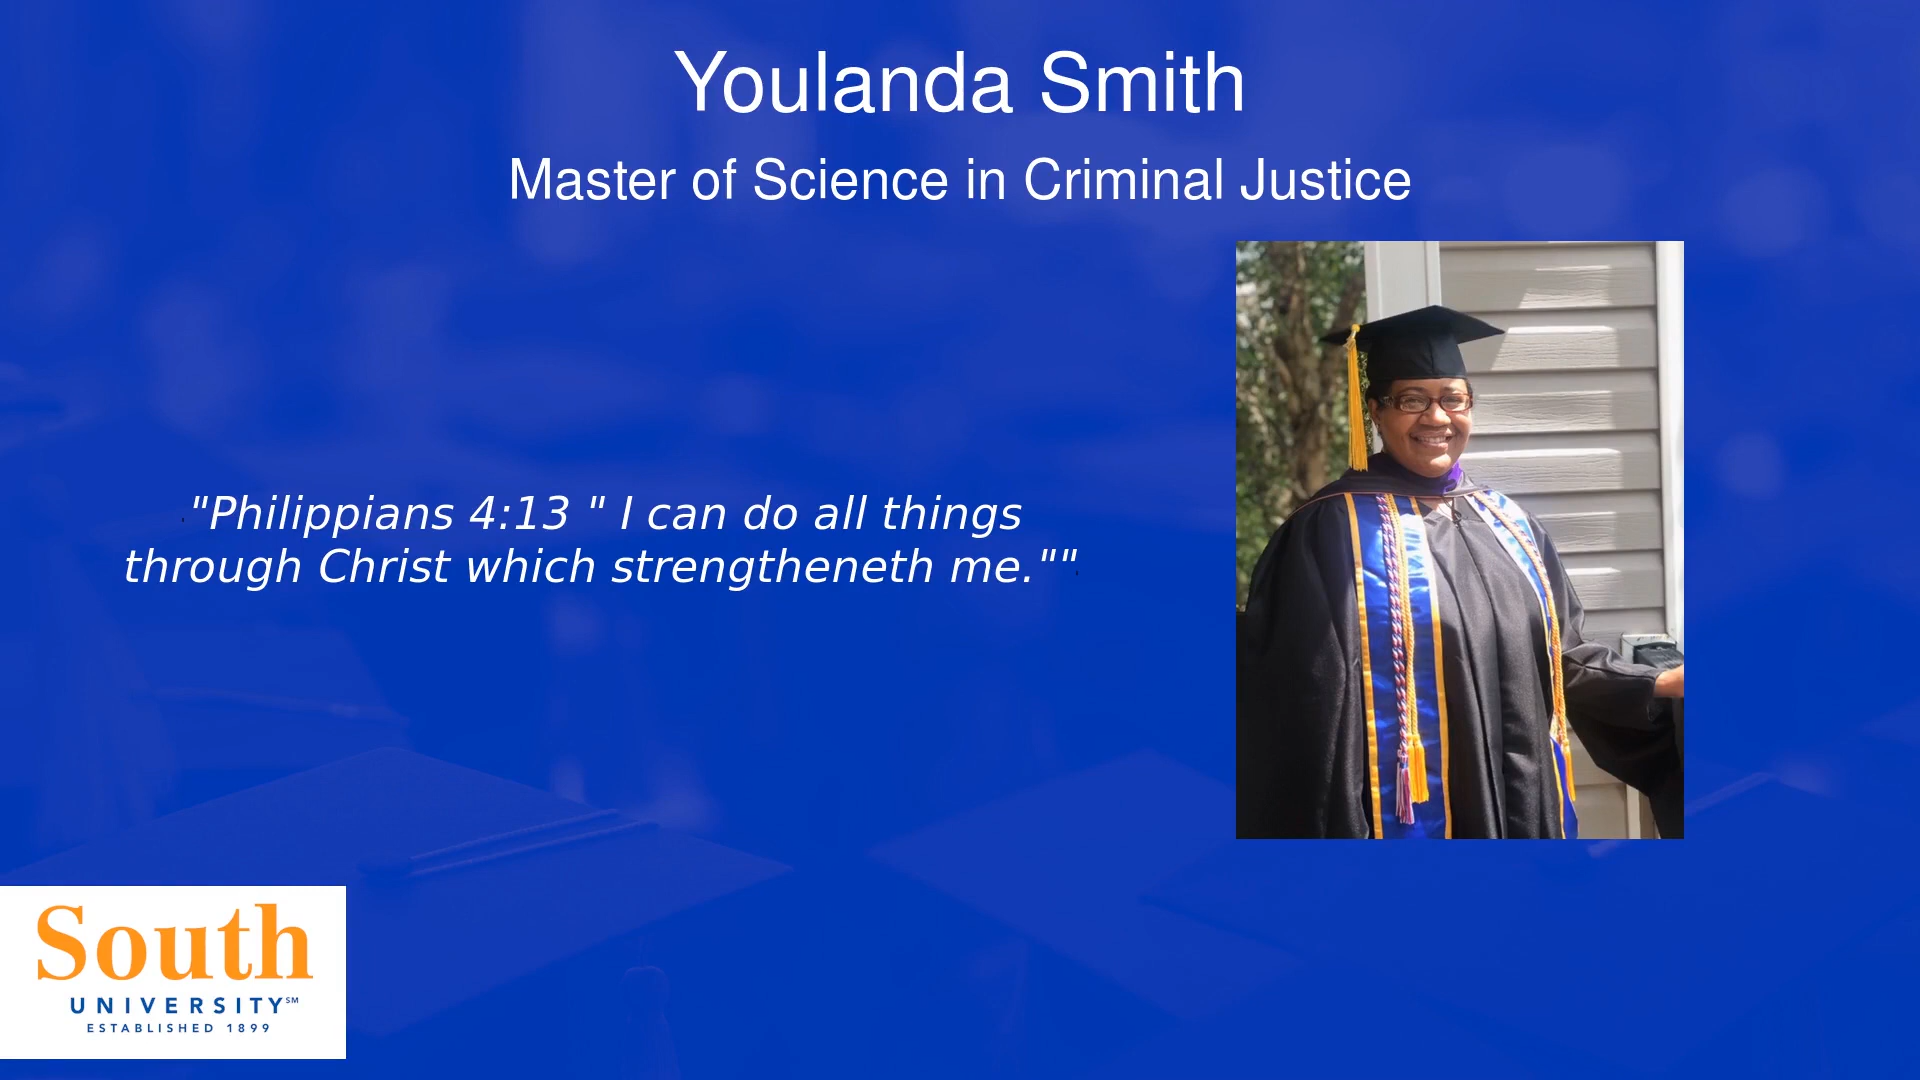 Youlanda Smith
Master of Science in Criminal Justice
"Philippians 4:13 " I can do all things
through Christ which strengtheneth me.""
South
UNIVERSITY℠
ESTABLISHED 1899